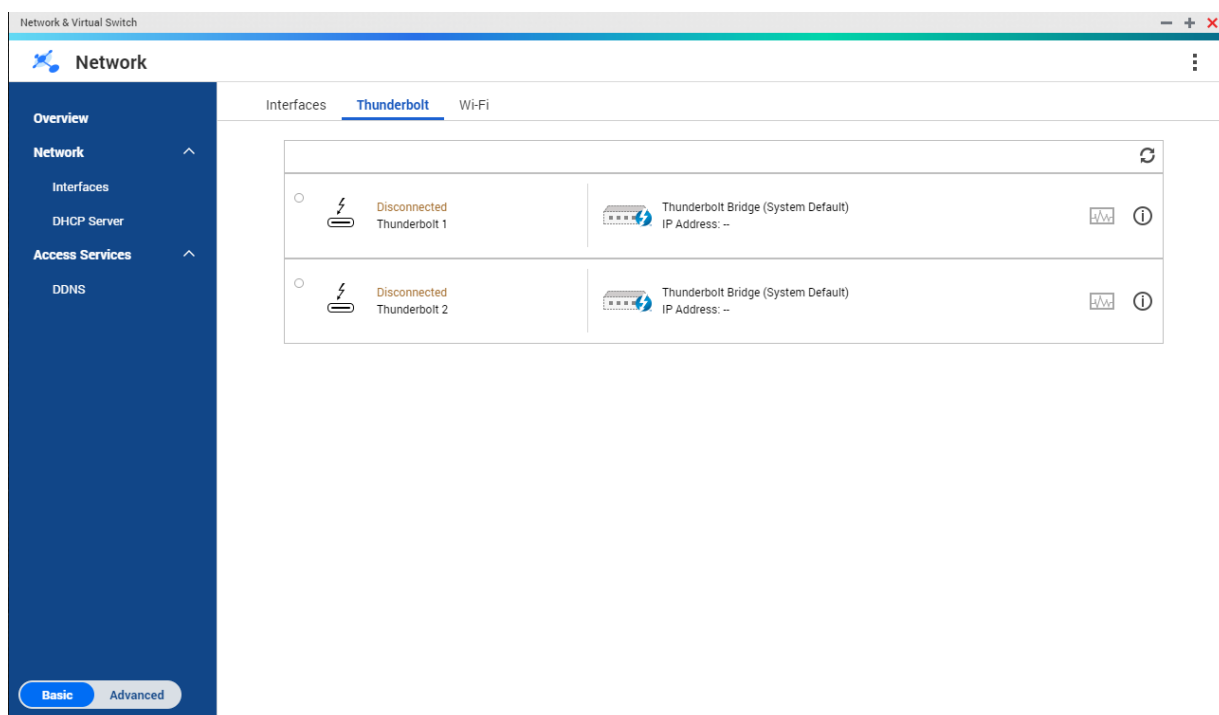 Network & Virtual Switch
Network
Interfaces Thunderbolt Wi-Fi
Overview
Network
Interfaces
DHCP Server
Access Services
DDNS
Disconnected
Thunderbolt 1
Thunderbolt Bridge (System Default)
IP Address: --
Disconnected
Thunderbolt 2
Thunderbolt Bridge (System Default)
IP Address: --
Basic Advanced